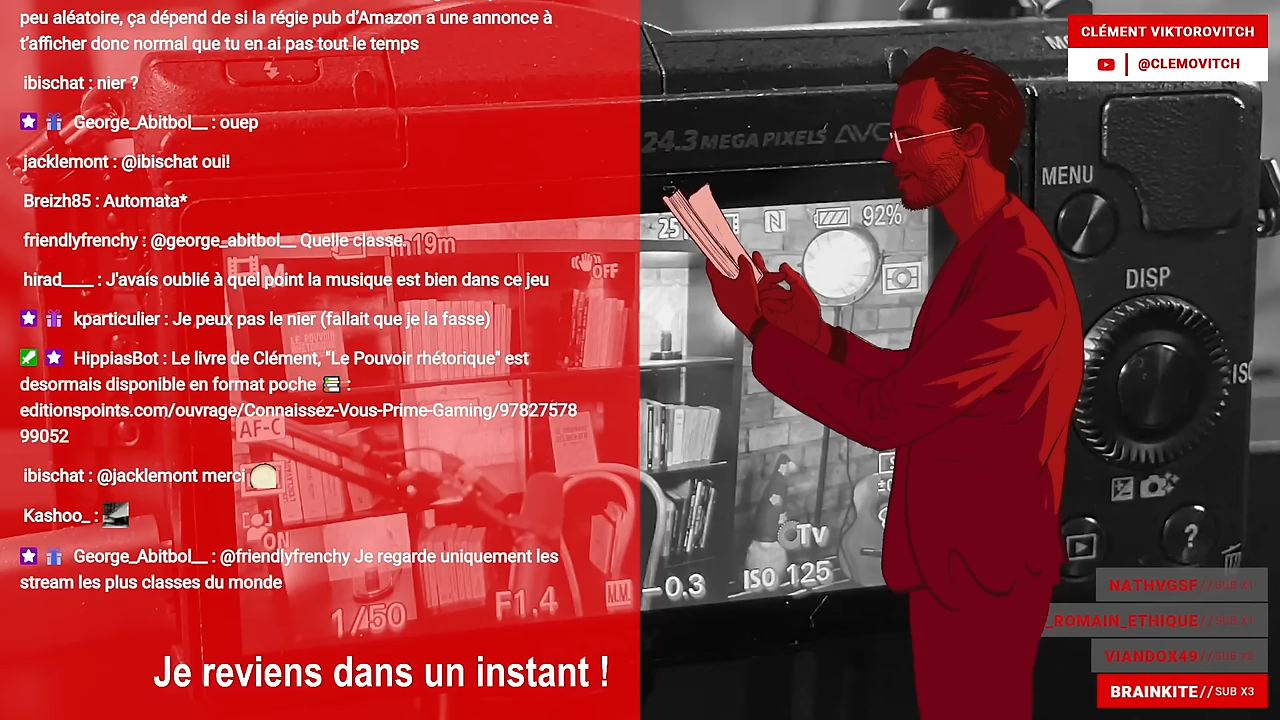 peu aléatoire, ça dépend de si la régie pub d'Amazon a une annonce à
t'afficher donc normal que tu en ai pas tout le temps
ibischat : nier ?
George_Abitbol__ : ouep
jacklemont : @ibischat oui!
Breizh85 : Automata*
friendlyfrenchy : @george_abitbol__ Quelle classe.
hirad____ : J'avais oublié à quel point la musique est bien dans ce jeu
kparticulier : Je peux pas le nier (fallait que je la fasse)
HippiasBot : Le livre de Clément, "Le Pouvoir rhétorique" est
desormais disponible en format poche :
editionspoints.com/ouvrage/Connaissez-Vous-Prime-Gaming/97827578
99052
ibischat : @jacklemont merci
Kashoo_ :
George_Abitbol__ : @friendlyfrenchy Je regarde uniquement les
stream les plus classes du monde
Je reviens dans un instant !
CLÉMENT VIKTOROVITCH
@CLEMOVITCH
24.3 MEGA PIXELS AVC
MENU
DISP
92%
N
19m
M
OFF
AF-C
ON
Tv
1/50
F1.4
-0.3
ISO 125
?
NATHVGSF//SUB X1
_ROMAIN_ETHIQUE//SUB X1
VIANDOX49//SUB
BRAINKITE//SUB X3